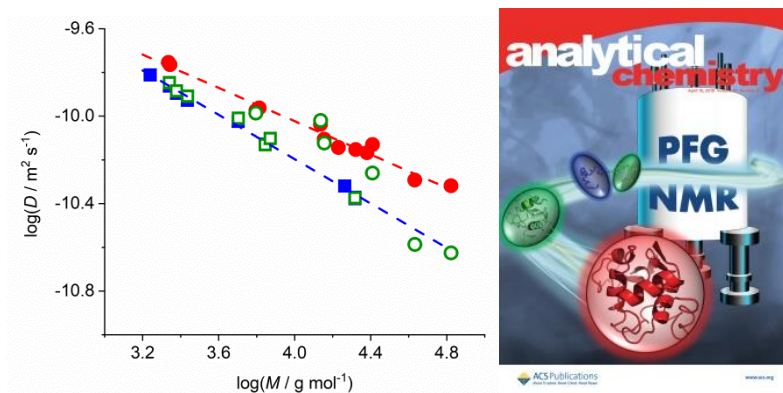 -9.6
-10.0
-10.4
-10.8
log(D / m² s⁻¹)
3.2 3.6 4.0 4.4 4.8
log(M / g mol⁻¹)
analytical
chemistry
PFG
NMR
ACS Publications
www.acs.org